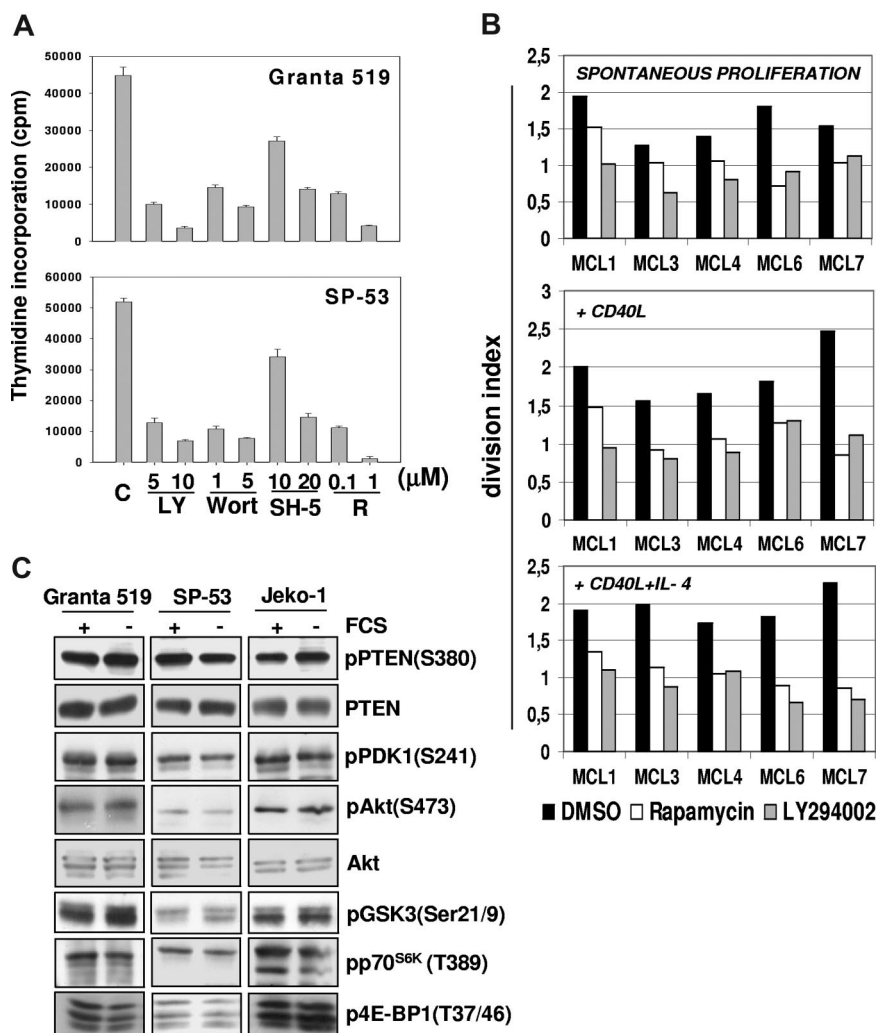 A
Thymidine incorporation (cpm)
50000
40000
30000
20000
10000
0
Granta 519
60000
50000
40000
30000
20000
10000
0
SP-53
C 5 10 1 5 10 20 0.1 1 (μM)
LY Wort SH-5 R
B
division index
2,5
2
1,5
1
0,5
0
SPONTANEOUS PROLIFERATION
MCL1 MCL3 MCL4 MCL6 MCL7
3
2,5
2
1,5
1
0,5
0
+ CD40L
MCL1 MCL3 MCL4 MCL6 MCL7
2,5
2
1,5
1
0,5
0
+ CD40L+IL- 4
MCL1 MCL3 MCL4 MCL6 MCL7
DMSO Rapamycin LY294002
C
Granta 519 SP-53 Jeko-1
+ - + - + - FCS
pPTEN(S380)
PTEN
pPDK1(S241)
pAkt(S473)
Akt
pGSK3(Ser21/9)
pp70S6K (T389)
p4E-BP1(T37/46)